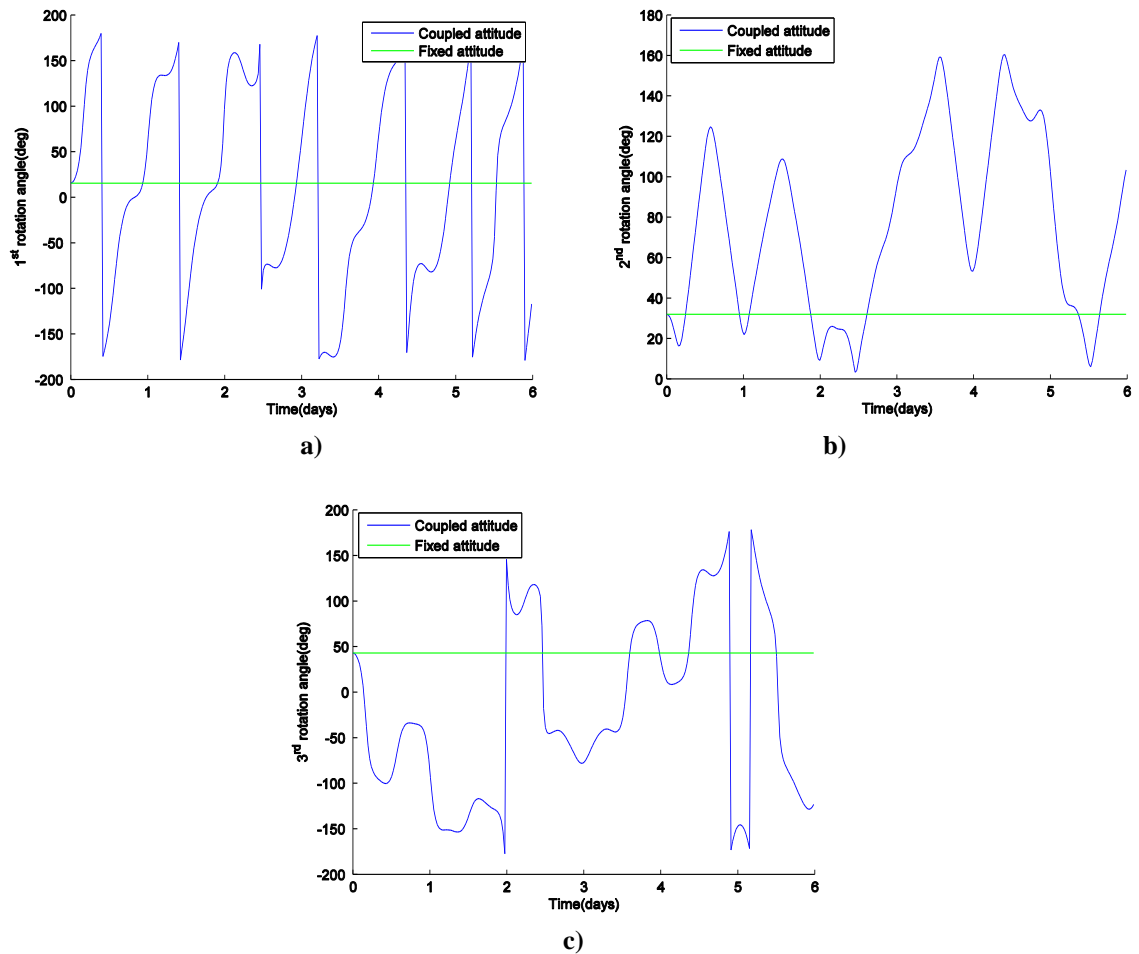 200
150
100
50
0
-50
-100
-150
-200
0 1 2 3 4 5 6
1st rotation angle(deg)
Time(days)
Coupled attitude
Fixed attitude
a)
180
160
140
120
100
80
60
40
20
0
0 1 2 3 4 5 6
2nd rotation angle(deg)
Time(days)
Coupled attitude
Fixed attitude
b)
200
150
100
50
0
-50
-100
-150
-200
0 1 2 3 4 5 6
3rd rotation angle(deg)
Time(days)
Coupled attitude
Fixed attitude
c)